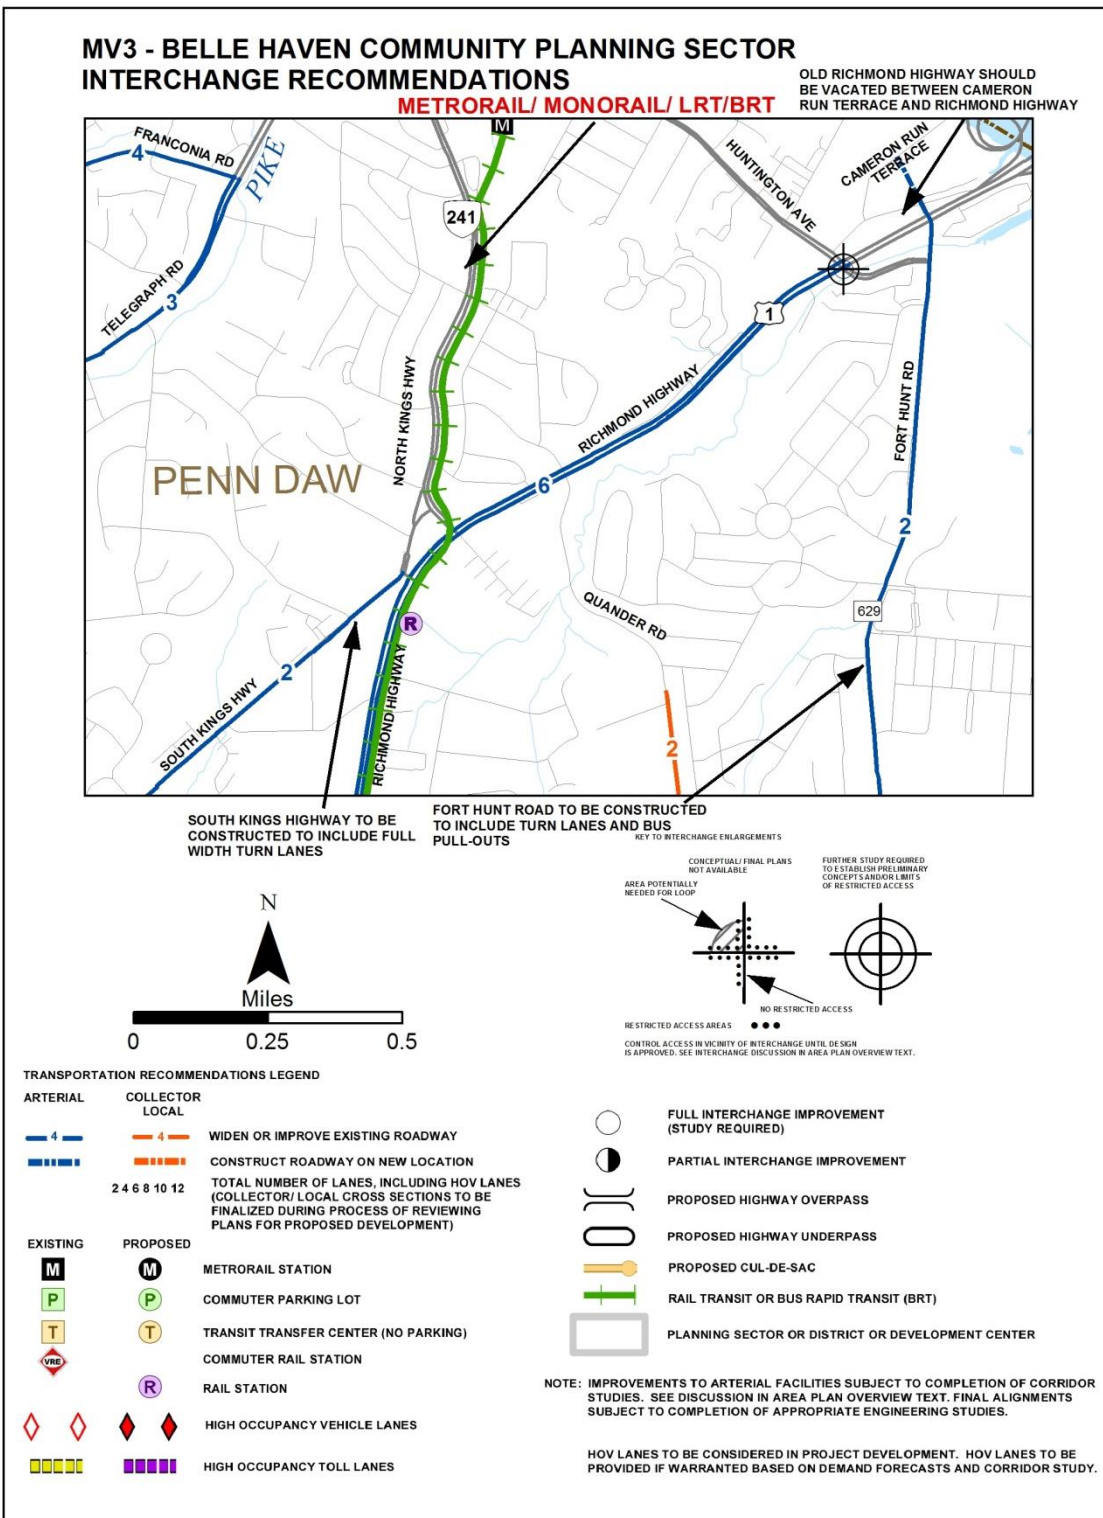 MV3 - BELLE HAVEN COMMUNITY PLANNING SECTOR
INTERCHANGE RECOMMENDATIONS
METRORAIL/ MONORAIL/ LRT/BRT
OLD RICHMOND HIGHWAY SHOULD
BE VACATED BETWEEN CAMERON
RUN TERRACE AND RICHMOND HIGHWAY
FRANCONIA RD
4
PIKE
M
241
HUNTINGTON AVE
CAMERON RUN
TERRACE
TELEGRAPH RD
3
1
NORTH KINGS HWY
RICHMOND HIGHWAY
FORT HUNT RD
PENN DAW
6
2
QUANDER RD
629
R
SOUTH KINGS HWY
2
RICHMOND HIGHWAY
2
SOUTH KINGS HIGHWAY TO BE
CONSTRUCTED TO INCLUDE FULL
WIDTH TURN LANES
FORT HUNT ROAD TO BE CONSTRUCTED
TO INCLUDE TURN LANES AND BUS
PULL-OUTS
KEY TO INTERCHANGE ENLARGEMENTS
CONCEPTUAL/ FINAL PLANS
NOT AVAILABLE
FURTHER STUDY REQUIRED
TO ESTABLISH PRELIMINARY
CONCEPTS AND/OR LIMITS
OF RESTRICTED ACCESS
AREA POTENTIALLY
NEEDED FOR LOOP
NO RESTRICTED ACCESS
RESTRICTED ACCESS AREAS
CONTROL ACCESS IN VICINITY OF INTERCHANGE UNTIL DESIGN
IS APPROVED. SEE INTERCHANGE DISCUSSION IN AREA PLAN OVERVIEW TEXT.
N
Miles
0 0.25 0.5
TRANSPORTATION RECOMMENDATIONS LEGEND
ARTERIAL
COLLECTOR
LOCAL
4 4 WIDEN OR IMPROVE EXISTING ROADWAY
CONSTRUCT ROADWAY ON NEW LOCATION
2 4 6 8 10 12 TOTAL NUMBER OF LANES, INCLUDING HOV LANES
(COLLECTOR/ LOCAL CROSS SECTIONS TO BE
FINALIZED DURING PROCESS OF REVIEWING
PLANS FOR PROPOSED DEVELOPMENT)
EXISTING PROPOSED
M M METRORAIL STATION
P P COMMUTER PARKING LOT
T T TRANSIT TRANSFER CENTER (NO PARKING)
VRE COMMUTER RAIL STATION
R RAIL STATION
HIGH OCCUPANCY VEHICLE LANES
HIGH OCCUPANCY TOLL LANES
FULL INTERCHANGE IMPROVEMENT
(STUDY REQUIRED)
PARTIAL INTERCHANGE IMPROVEMENT
PROPOSED HIGHWAY OVERPASS
PROPOSED HIGHWAY UNDERPASS
PROPOSED CUL-DE-SAC
RAIL TRANSIT OR BUS RAPID TRANSIT (BRT)
PLANNING SECTOR OR DISTRICT OR DEVELOPMENT CENTER
NOTE: IMPROVEMENTS TO ARTERIAL FACILITIES SUBJECT TO COMPLETION OF CORRIDOR
STUDIES. SEE DISCUSSION IN AREA PLAN OVERVIEW TEXT. FINAL ALIGNMENTS
SUBJECT TO COMPLETION OF APPROPRIATE ENGINEERING STUDIES.
HOV LANES TO BE CONSIDERED IN PROJECT DEVELOPMENT. HOV LANES TO BE
PROVIDED IF WARRANTED BASED ON DEMAND FORECASTS AND CORRIDOR STUDY.